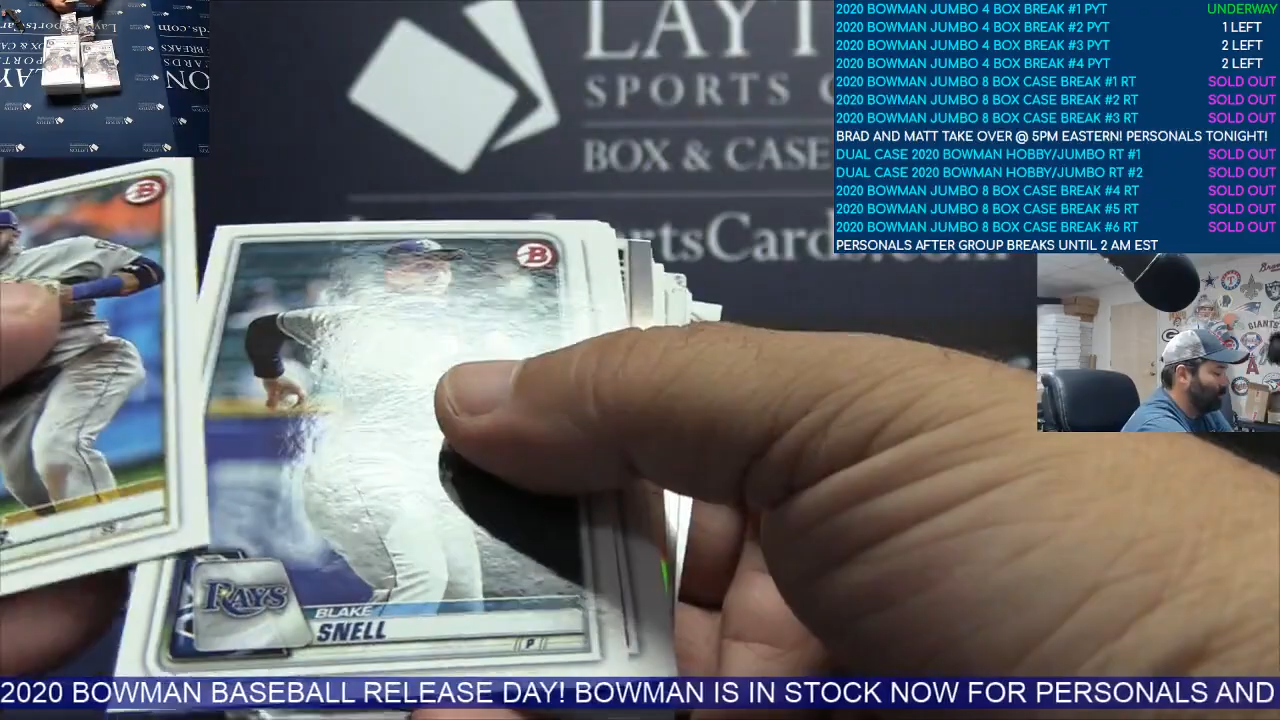 2020 BOWMAN JUMBO 4 BOX BREAK #1 PYT UNDERWAY
2020 BOWMAN JUMBO 4 BOX BREAK #2 PYT 1 LEFT
2020 BOWMAN JUMBO 4 BOX BREAK #3 PYT 2 LEFT
2020 BOWMAN JUMBO 4 BOX BREAK #4 PYT 2 LEFT
2020 BOWMAN JUMBO 8 BOX CASE BREAK #1 RT SOLD OUT
2020 BOWMAN JUMBO 8 BOX CASE BREAK #2 RT SOLD OUT
2020 BOWMAN JUMBO 8 BOX CASE BREAK #3 RT SOLD OUT
BRAD AND MATT TAKE OVER @ 5PM EASTERN! PERSONALS TONIGHT!
DUAL CASE 2020 BOWMAN HOBBY/JUMBO RT #1 SOLD OUT
DUAL CASE 2020 BOWMAN HOBBY/JUMBO RT #2 SOLD OUT
2020 BOWMAN JUMBO 8 BOX CASE BREAK #4 RT SOLD OUT
2020 BOWMAN JUMBO 8 BOX CASE BREAK #5 RT SOLD OUT
2020 BOWMAN JUMBO 8 BOX CASE BREAK #6 RT SOLD OUT
PERSONALS AFTER GROUP BREAKS UNTIL 2 AM EST
LAYT
SPORTS C
BOX & CASE
rtsCards.com
B
B
GIANTS
RAYS
BLAKE
SNELL
P
2020 BOWMAN BASEBALL RELEASE DAY! BOWMAN IS IN STOCK NOW FOR PERSONALS AND